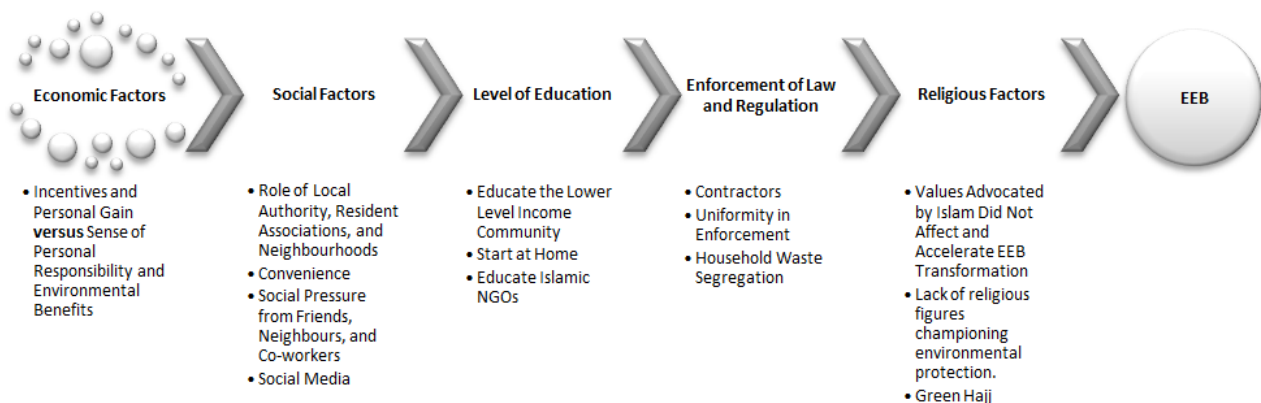 Economic Factors
Social Factors
Level of Education
Enforcement of Law
and Regulation
Religious Factors
EEB
• Incentives and
Personal Gain
versus Sense of
Personal
Responsibility and
Environmental
Benefits
• Role of Local
Authority, Resident
Associations, and
Neighbourhoods
• Convenience
• Social Pressure
from Friends,
Neighbours, and
Co-workers
• Social Media
• Educate the Lower
Level Income
Community
• Start at Home
• Educate Islamic
NGOs
• Contractors
• Uniformity in
Enforcement
• Household Waste
Segregation
• Values Advocated
by Islam Did Not
Affect and
Accelerate EEB
Transformation
• Lack of religious
figures
championing
environmental
protection.
• Green Hajj